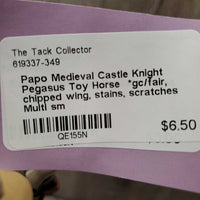 The Tack Collector
619337-349
Papo Medieval Castle Knight
Pegasus Toy Horse *gc/fair,
chipped wing, stains, scratches
Multi sm
QE155N
$6.50